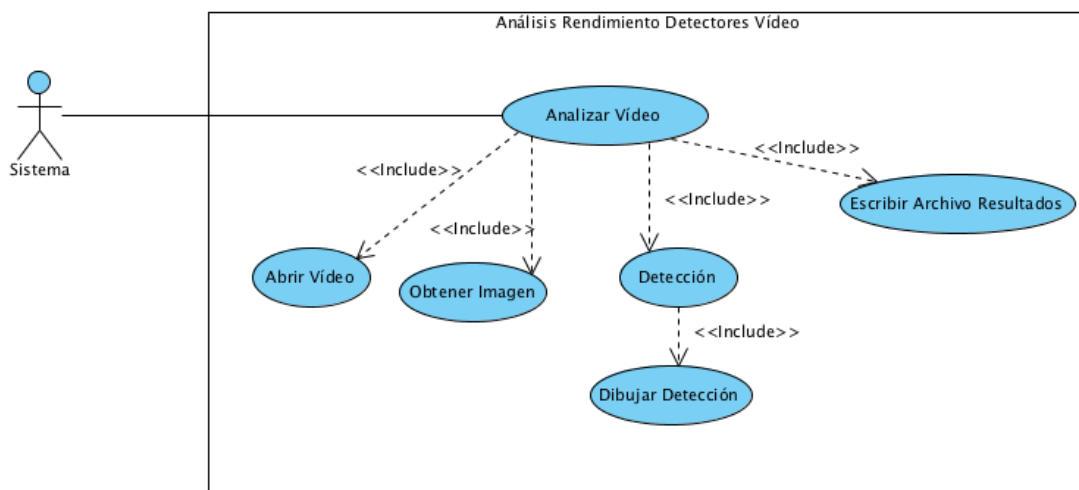 Análisis Rendimiento Detectores Vídeo
Sistema
Analizar Vídeo
<<Include>>
<<Include>>
<<Include>>
<<Include>>
Escribir Archivo Resultados
Abrir Vídeo
Obtener Imagen
Detección
<<Include>>
Dibujar Detección